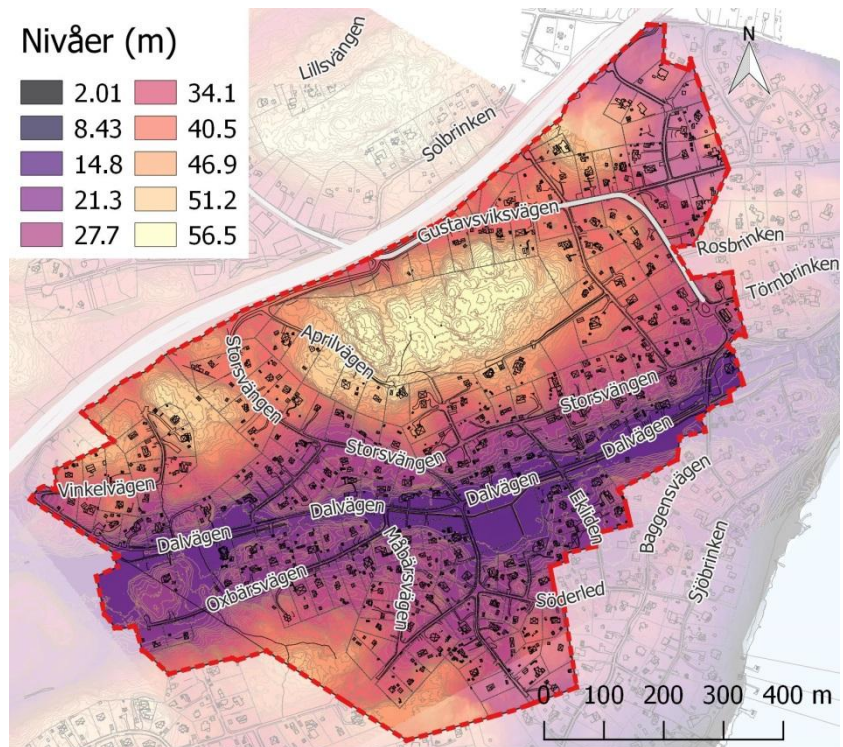 Nivåer (m)
2.01
34.1
8.43
40.5
14.8
46.9
21.3
51.2
27.7
56.5
N
Lillsvängen
Solbrinken
Gustavsviksvägen
Rosbrinken
Törnbrinken
Aprilvägen
Storsvängen
Storsvängen
Storsvängen
Vinkelvägen
Dalvägen
Dalvägen
Dalvägen
Dalvägen
Oxbärsvägen
Måbärsvägen
Ekliden
Baggensvägen
Sjöbrinken
Söderled
0 100 200 300 400 m